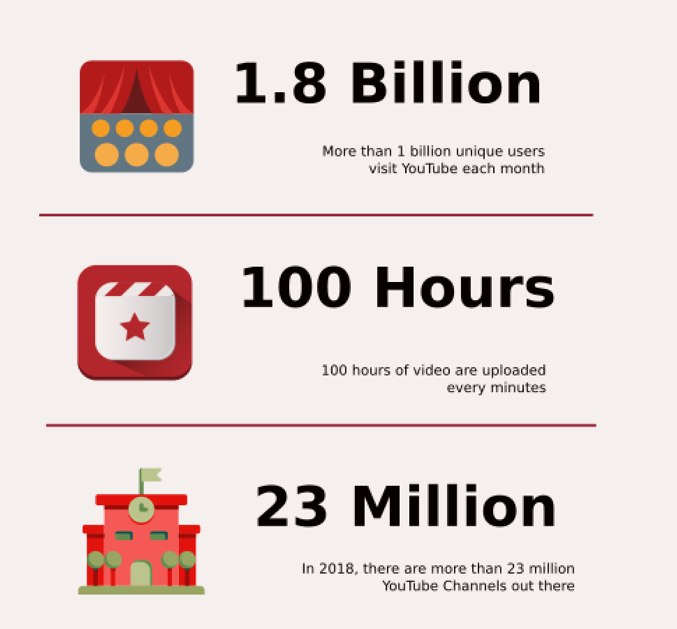 1.8 Billion
More than 1 billion unique users
visit YouTube each month
100 Hours
100 hours of video are uploaded
every minutes
23 Million
In 2018, there are more than 23 million
YouTube Channels out there